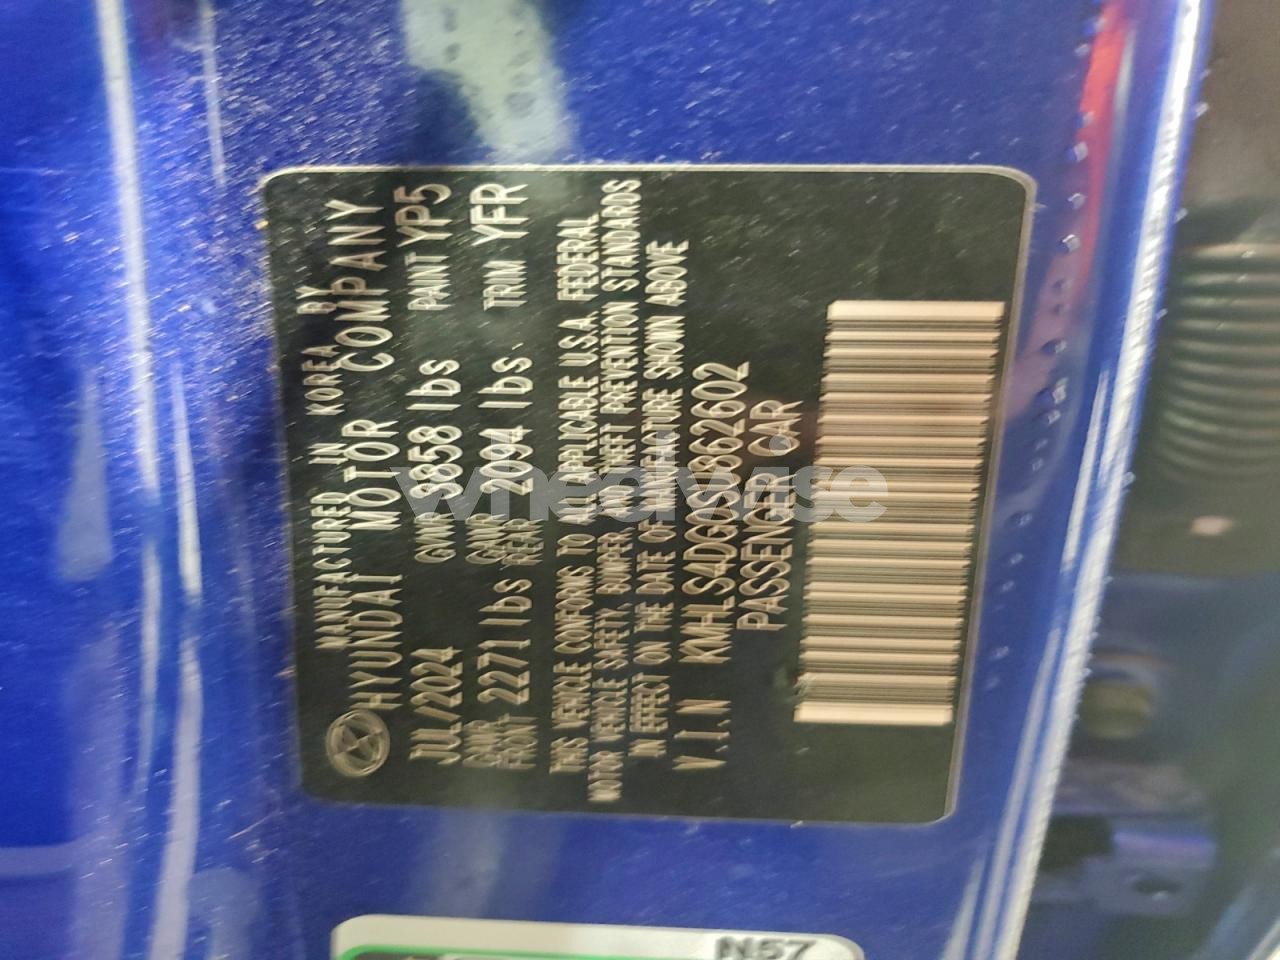 MANUFACTURED IN KOREA BY
HYUNDAI MOTOR COMPANY
JUL/2024 GVWR 3858 lbs PAINT YP5
GAWR FRONT 2271 lbs GAWR REAR 2094 lbs. TRIM YFR
THIS VEHICLE CONFORMS TO ALL APPLICABLE U.S.A. FEDERAL
MOTOR VEHICLE SAFETY, BUMPER AND THEFT PREVENTION STANDARDS
IN EFFECT ON THE DATE OF MANUFACTURE SHOWN ABOVE
V.I.N KMHLS4DG0SU862602
PASSENGER CAR
wheelwise
N57